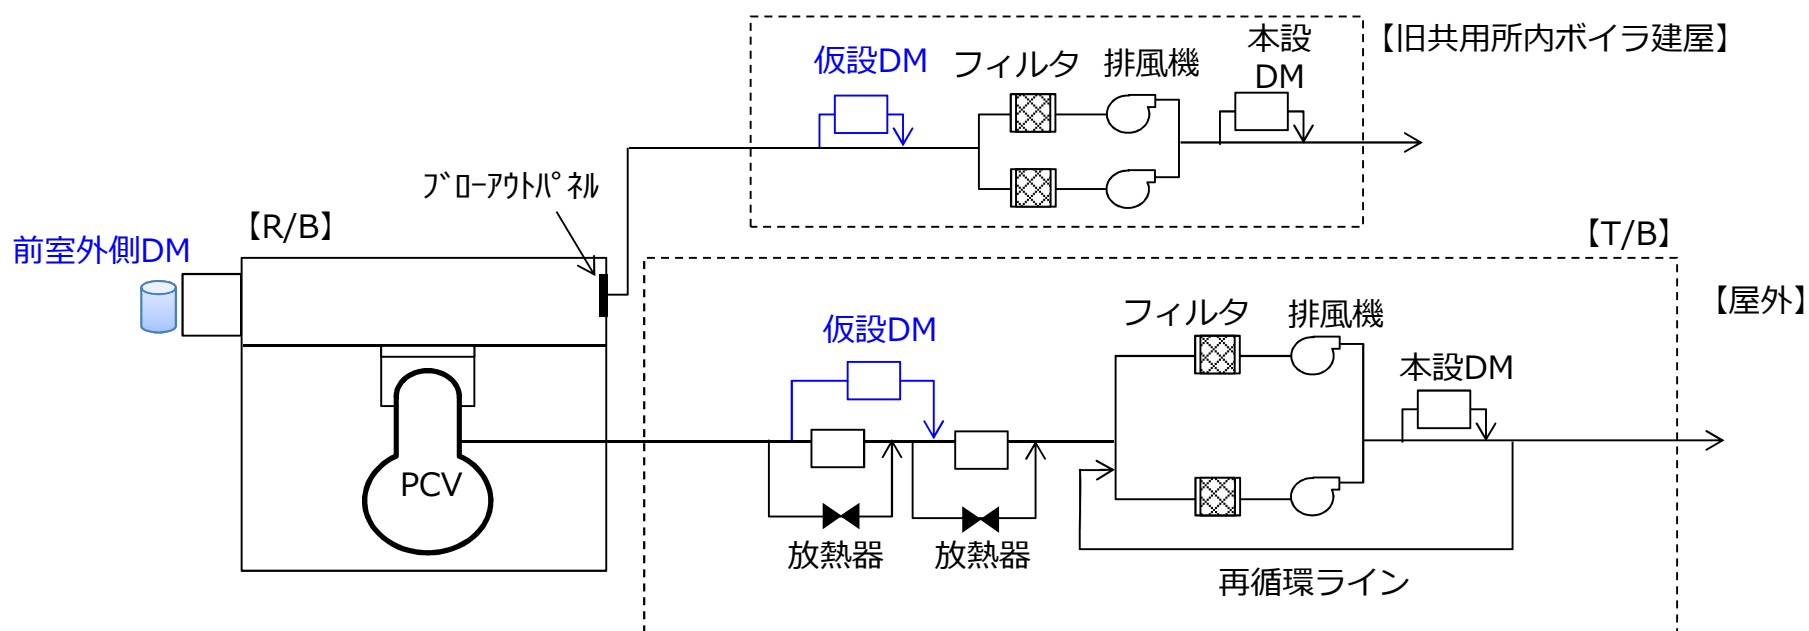 【旧共用所内ボイラ建屋】
仮設DM
フィルタ
排風機
本設
DM
ﾌﾞﾛｰｱｳﾄﾊﾟﾈﾙ
【R/B】
前室外側DM
【T/B】
【屋外】
仮設DM
フィルタ
排風機
本設DM
PCV
放熱器
放熱器
再循環ライン